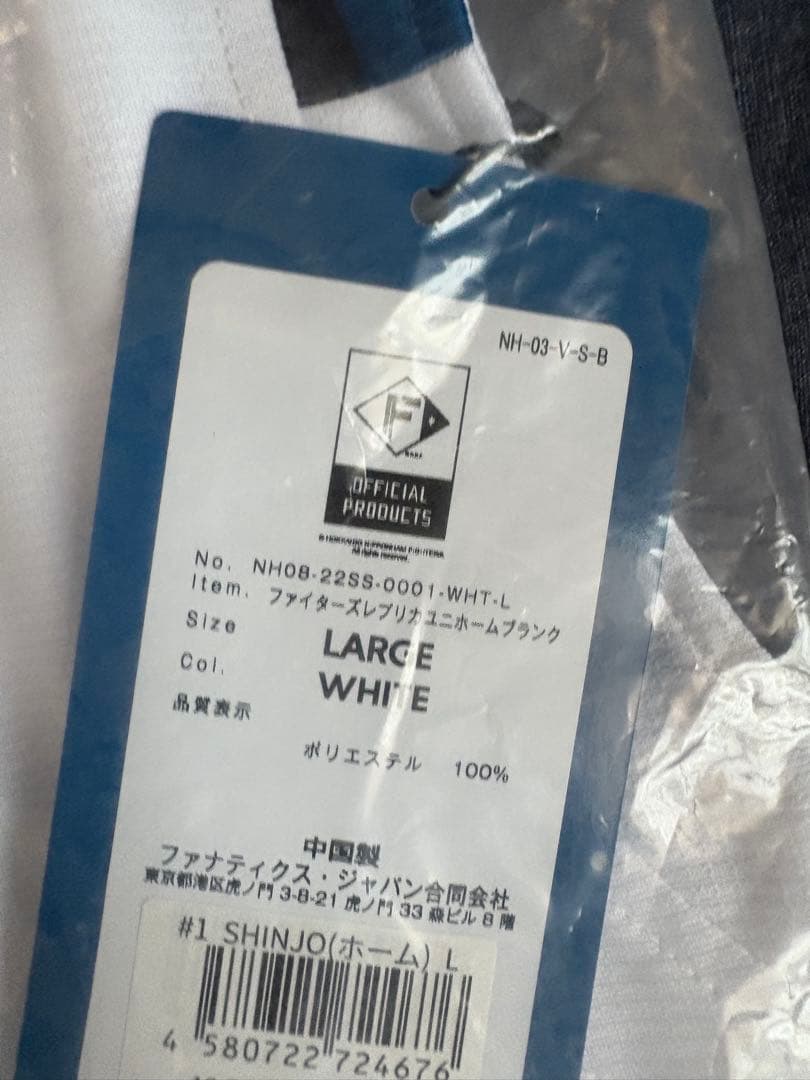 NH-03-V-S-B
F
OFFICIAL
PRODUCTS
No. NH08-22SS-0001-WHT-L
Item. ファイターズレプリカユニホームブランク
Size LARGE
Col. WHITE
品質表示
ポリエステル 100%
中国製
ファナティクス・ジャパン合同会社
東京都港区虎ノ門 3-8-21 虎ノ門 33 森ビル 8 階
#1 SHINJO(ホーム) L
4 580722 724676